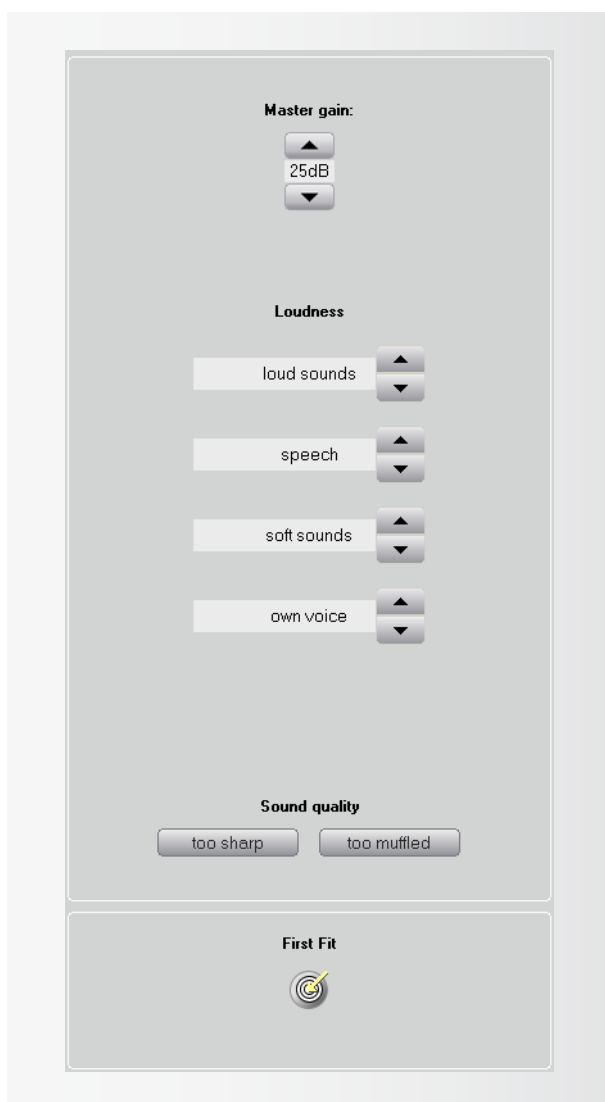 Master gain:
25dB
Loudness
loud sounds
speech
soft sounds
own voice
Sound quality
too sharp too muffled
First Fit